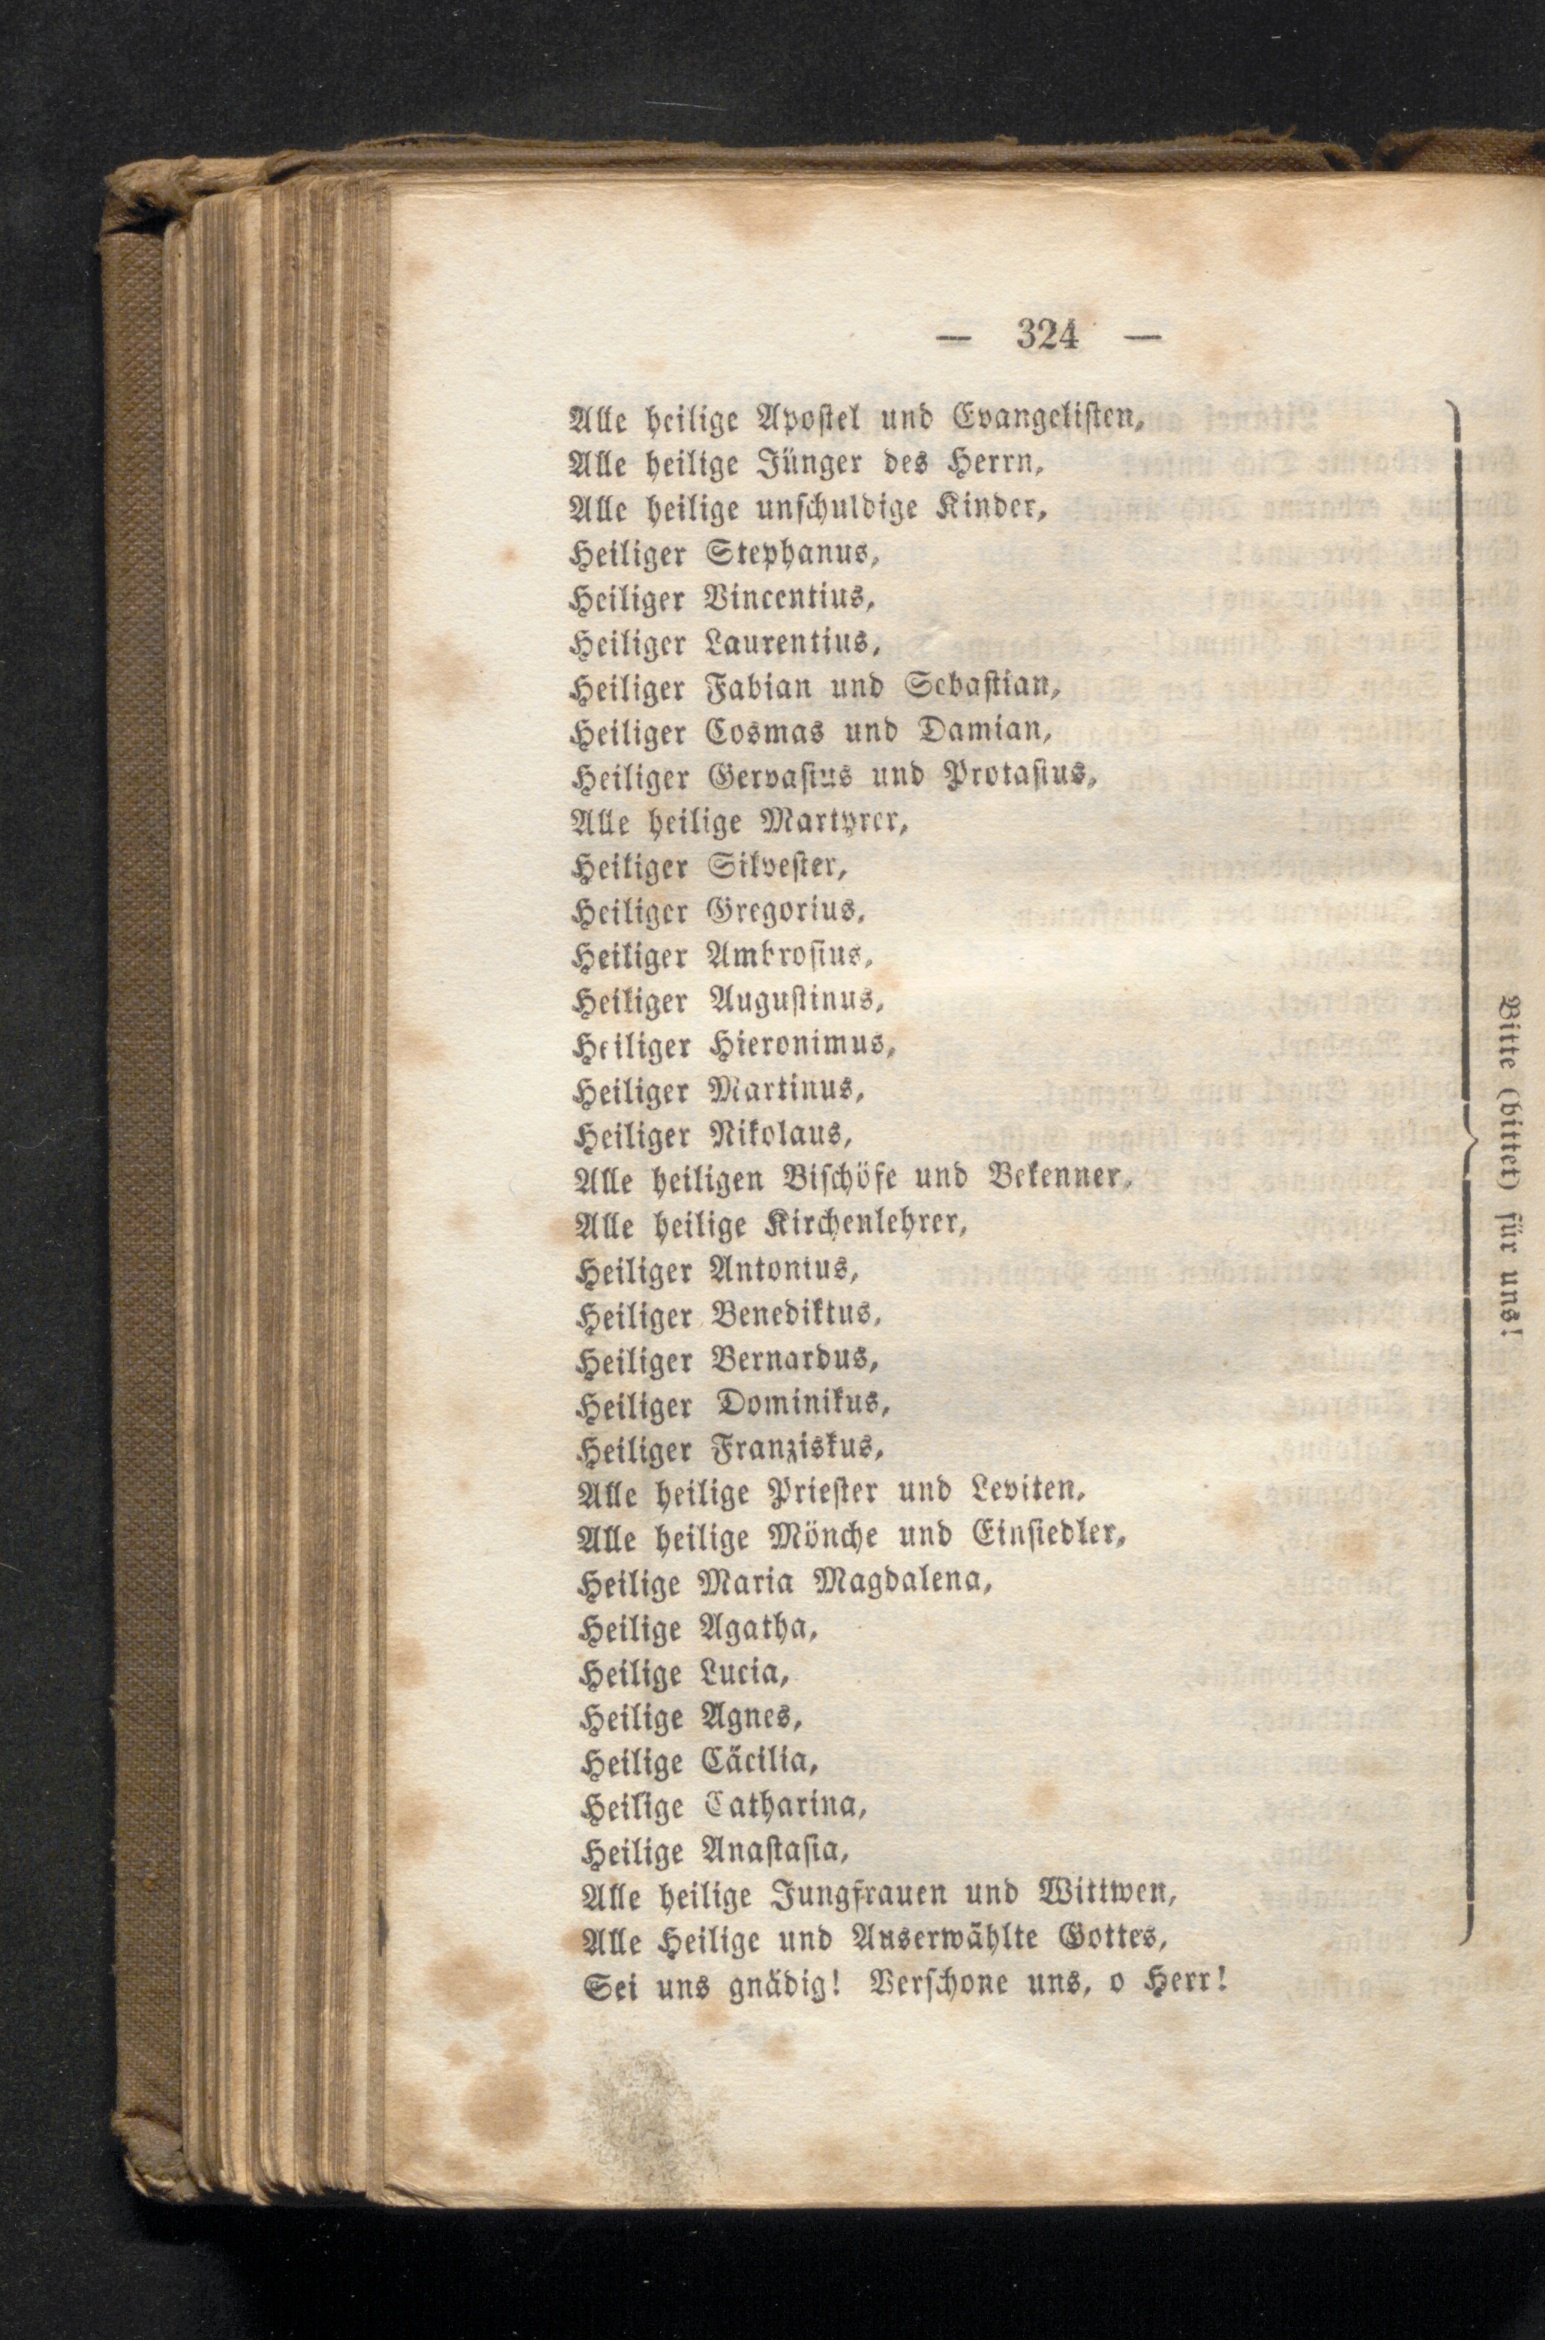 — 324 —
Alle heilige Apostel und Evangelisten,
Alle heilige Jünger des Herrn,
Alle heilige unschuldige Kinder,
Heiliger Stephanus,
Heiliger Vincentius,
Heiliger Laurentius,
Heiliger Fabian und Sebastian,
Heiliger Cosmas und Damian,
Heiliger Gervasius und Protasius,
Alle heilige Martyrer,
Heiliger Silvester,
Heiliger Gregorius,
Heiliger Ambrosius,
Heiliger Augustinus,
Heiliger Hieronimus,
Heiliger Martinus,
Heiliger Nikolaus,
Alle heiligen Bischöfe und Bekenner,
Alle heilige Kirchenlehrer,
Heiliger Antonius,
Heiliger Benediktus,
Heiliger Bernardus,
Heiliger Dominikus,
Heiliger Franziskus,
Alle heilige Priester und Leviten,
Alle heilige Mönche und Einsiedler,
Heilige Maria Magdalena,
Heilige Agatha,
Heilige Lucia,
Heilige Agnes,
Heilige Cäcilia,
Heilige Catharina,
Heilige Anastasia,
Alle heilige Jungfrauen und Wittwen,
Alle Heilige und Auserwählte Gottes,
Bitte (bittet) für uns!
Sei uns gnädig! Verschone uns, o Herr!